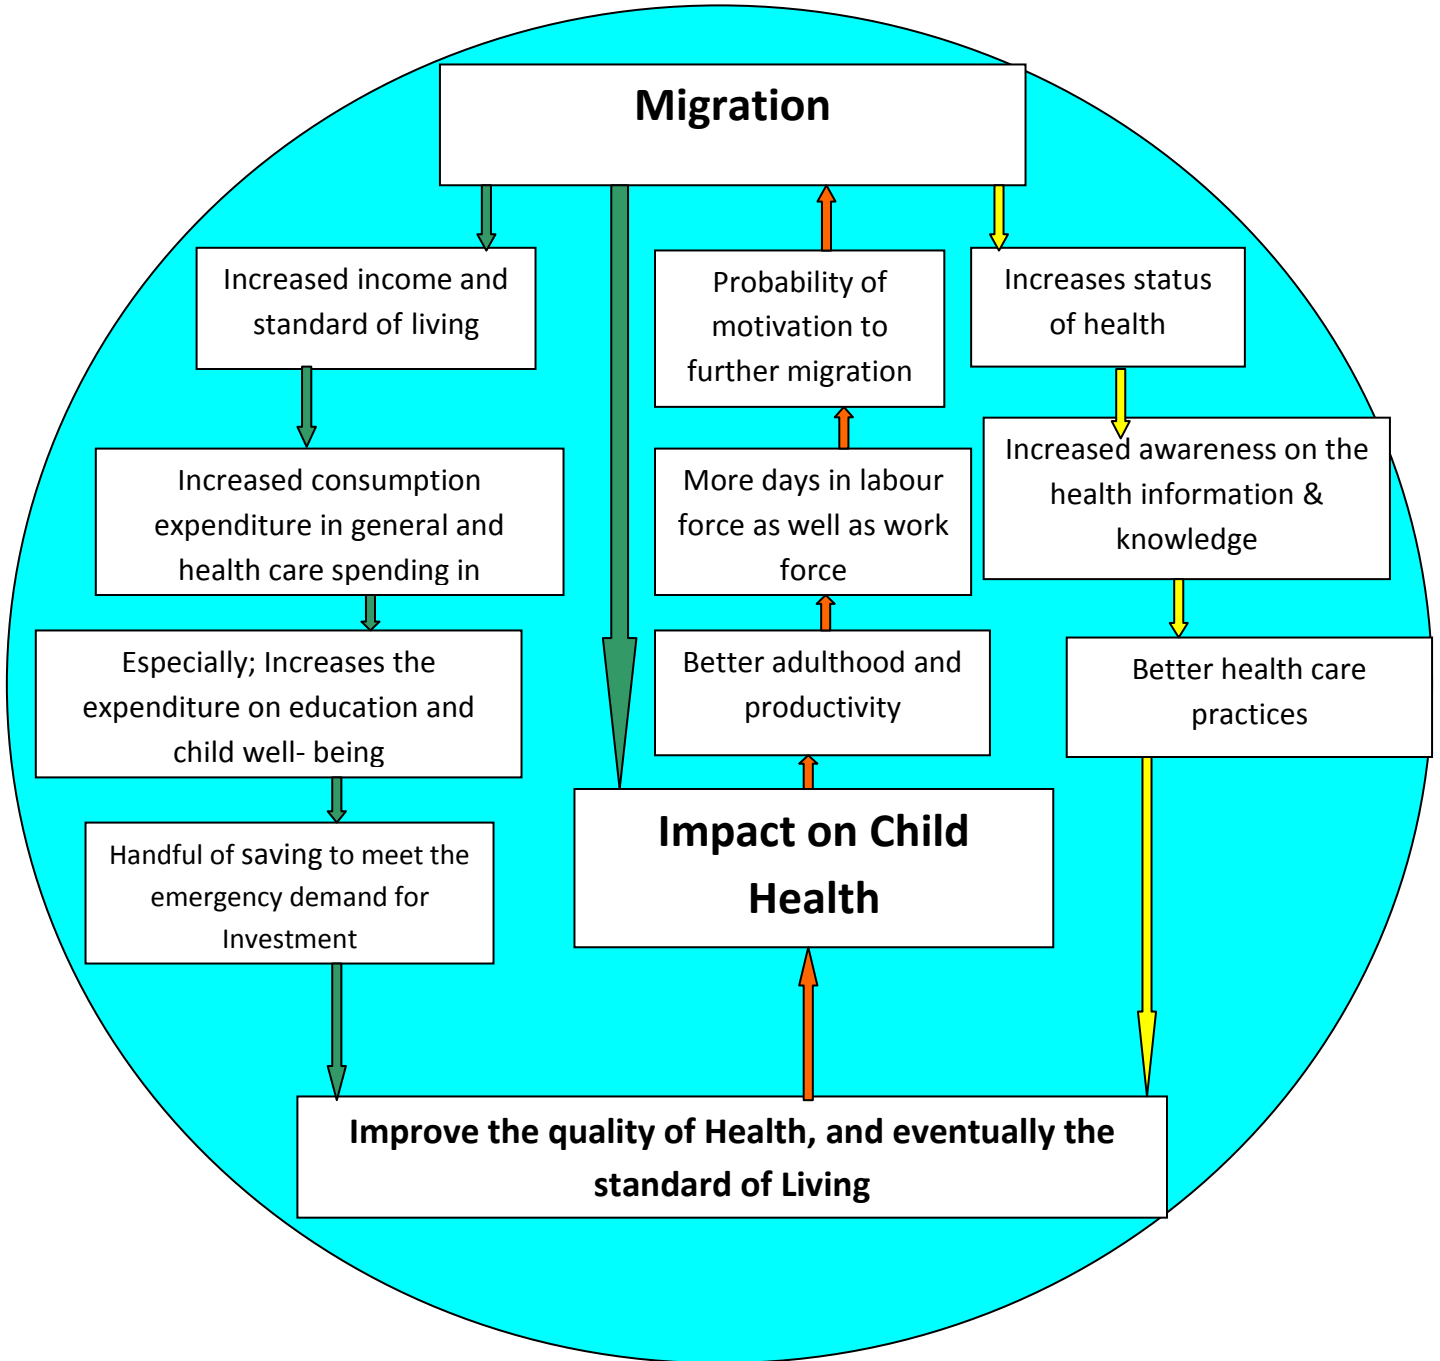 Migration
Increased income and
standard of living
Increased consumption
expenditure in general and
health care spending in
Especially; Increases the
expenditure on education and
child well- being
Handful of saving to meet the
emergency demand for
Investment
Probability of
motivation to
further migration
More days in labour
force as well as work
force
Better adulthood and
productivity
Impact on Child
Health
Increases status
of health
Increased awareness on the
health information &
knowledge
Better health care
practices
Improve the quality of Health, and eventually the
standard of Living